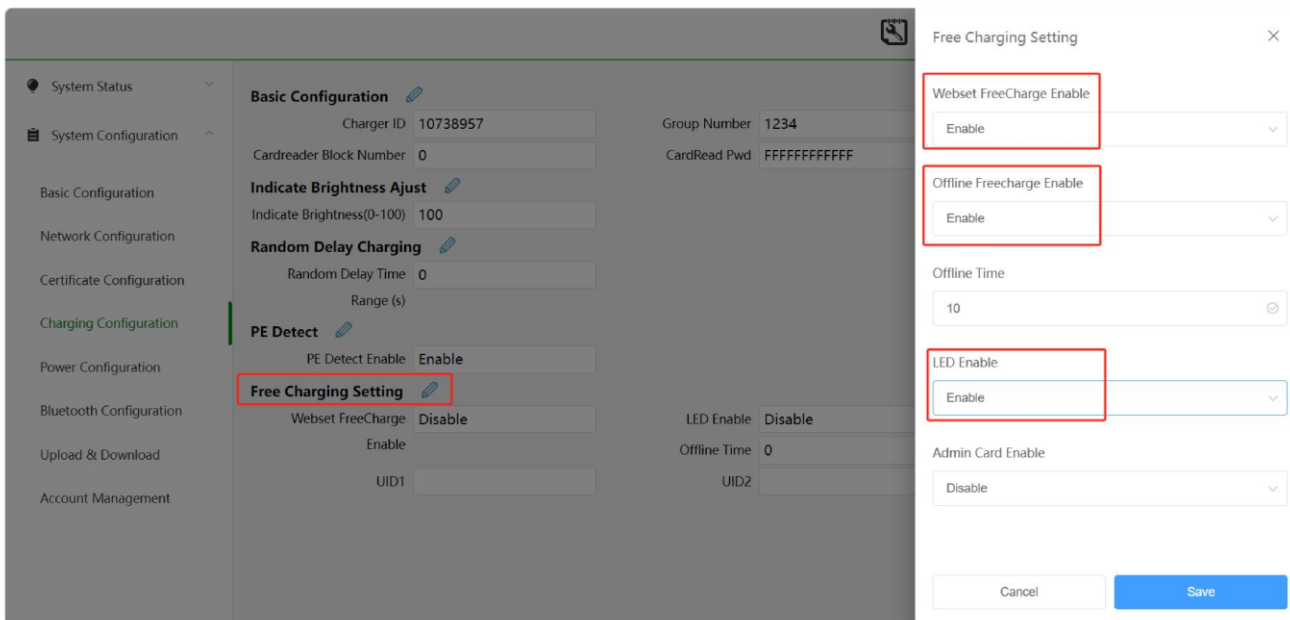 System Status
System Configuration
Basic Configuration
Network Configuration
Certificate Configuration
Charging Configuration
Power Configuration
Bluetooth Configuration
Upload & Download
Account Management
Basic Configuration
Charger ID 10738957 Group Number 1234
Cardreader Block Number 0 CardRead Pwd FFFFFFFFFFFF
Indicate Brightness Ajust
Indicate Brightness(0-100) 100
Random Delay Charging
Random Delay Time 0
Range (s)
PE Detect
PE Detect Enable Enable
Free Charging Setting
Webset FreeCharge Disable LED Enable Disable
Enable Offline Time 0
UID1 UID2
Free Charging Setting
Webset FreeCharge Enable
Enable
Offline Freecharge Enable
Enable
Offline Time
10
LED Enable
Enable
Admin Card Enable
Disable
Cancel Save